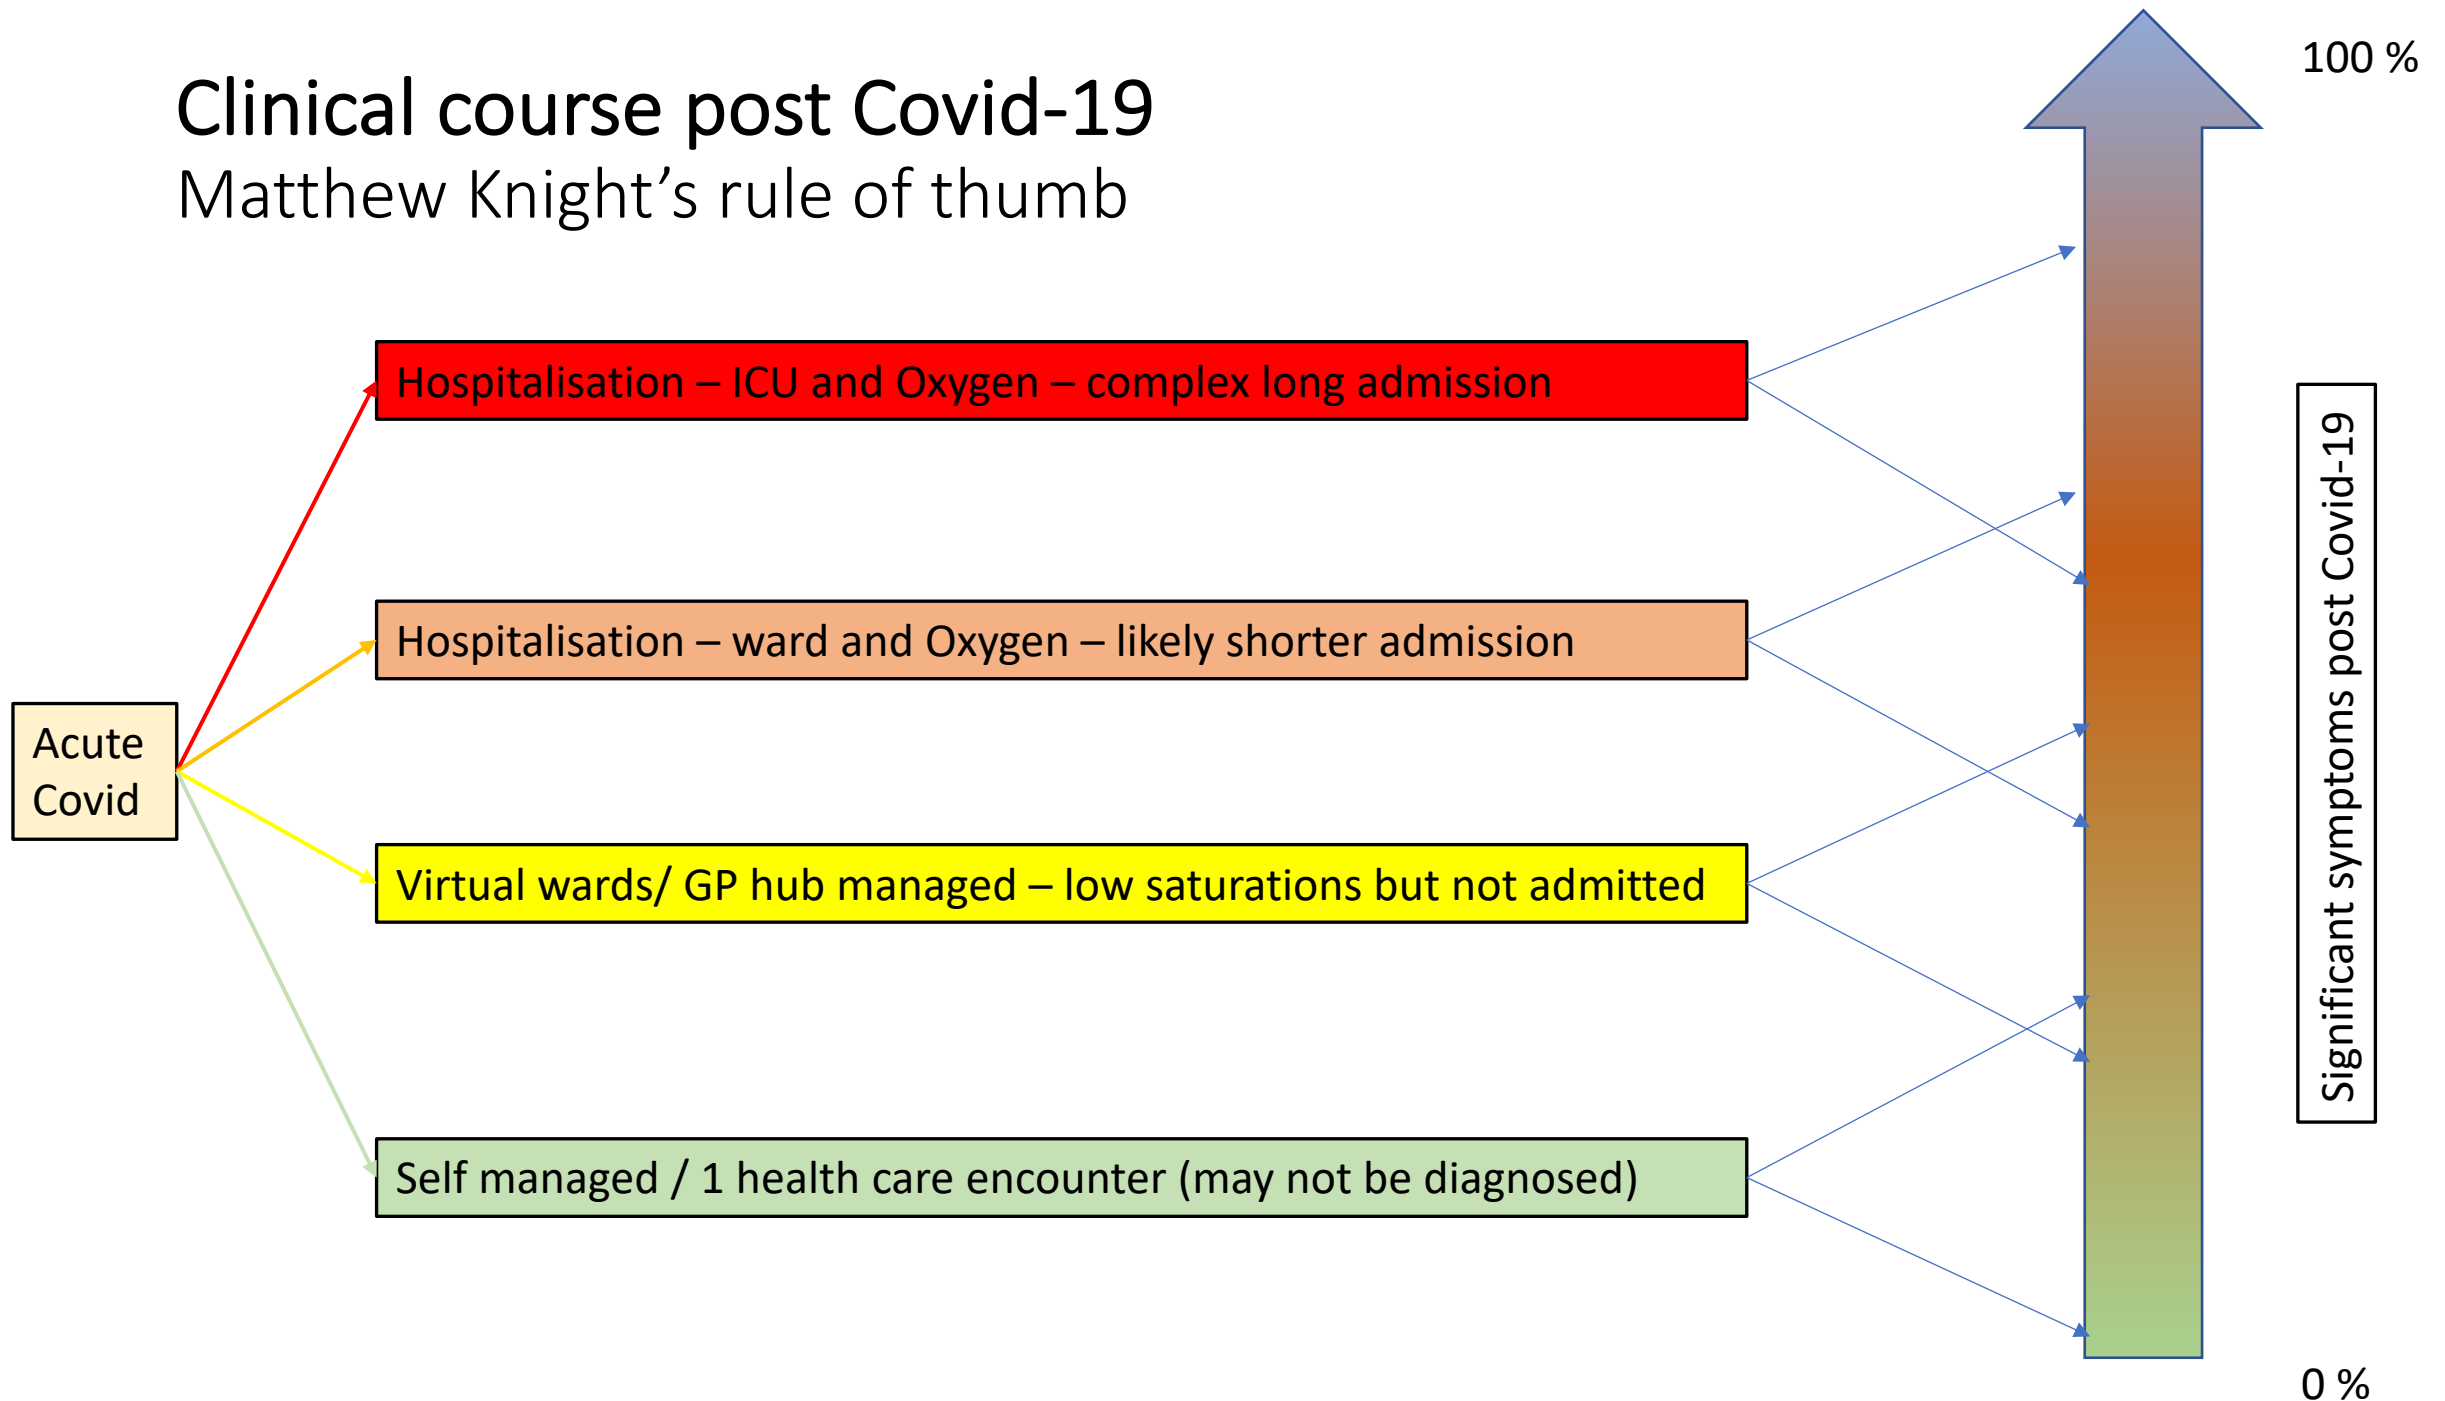 Clinical course post Covid-19
Matthew Knight’s rule of thumb
100 %
Hospitalisation – ICU and Oxygen – complex long admission
Hospitalisation – ward and Oxygen – likely shorter admission
Acute
Covid
Virtual wards/ GP hub managed – low saturations but not admitted
Self managed / 1 health care encounter (may not be diagnosed)
Significant symptoms post Covid-19
0 %